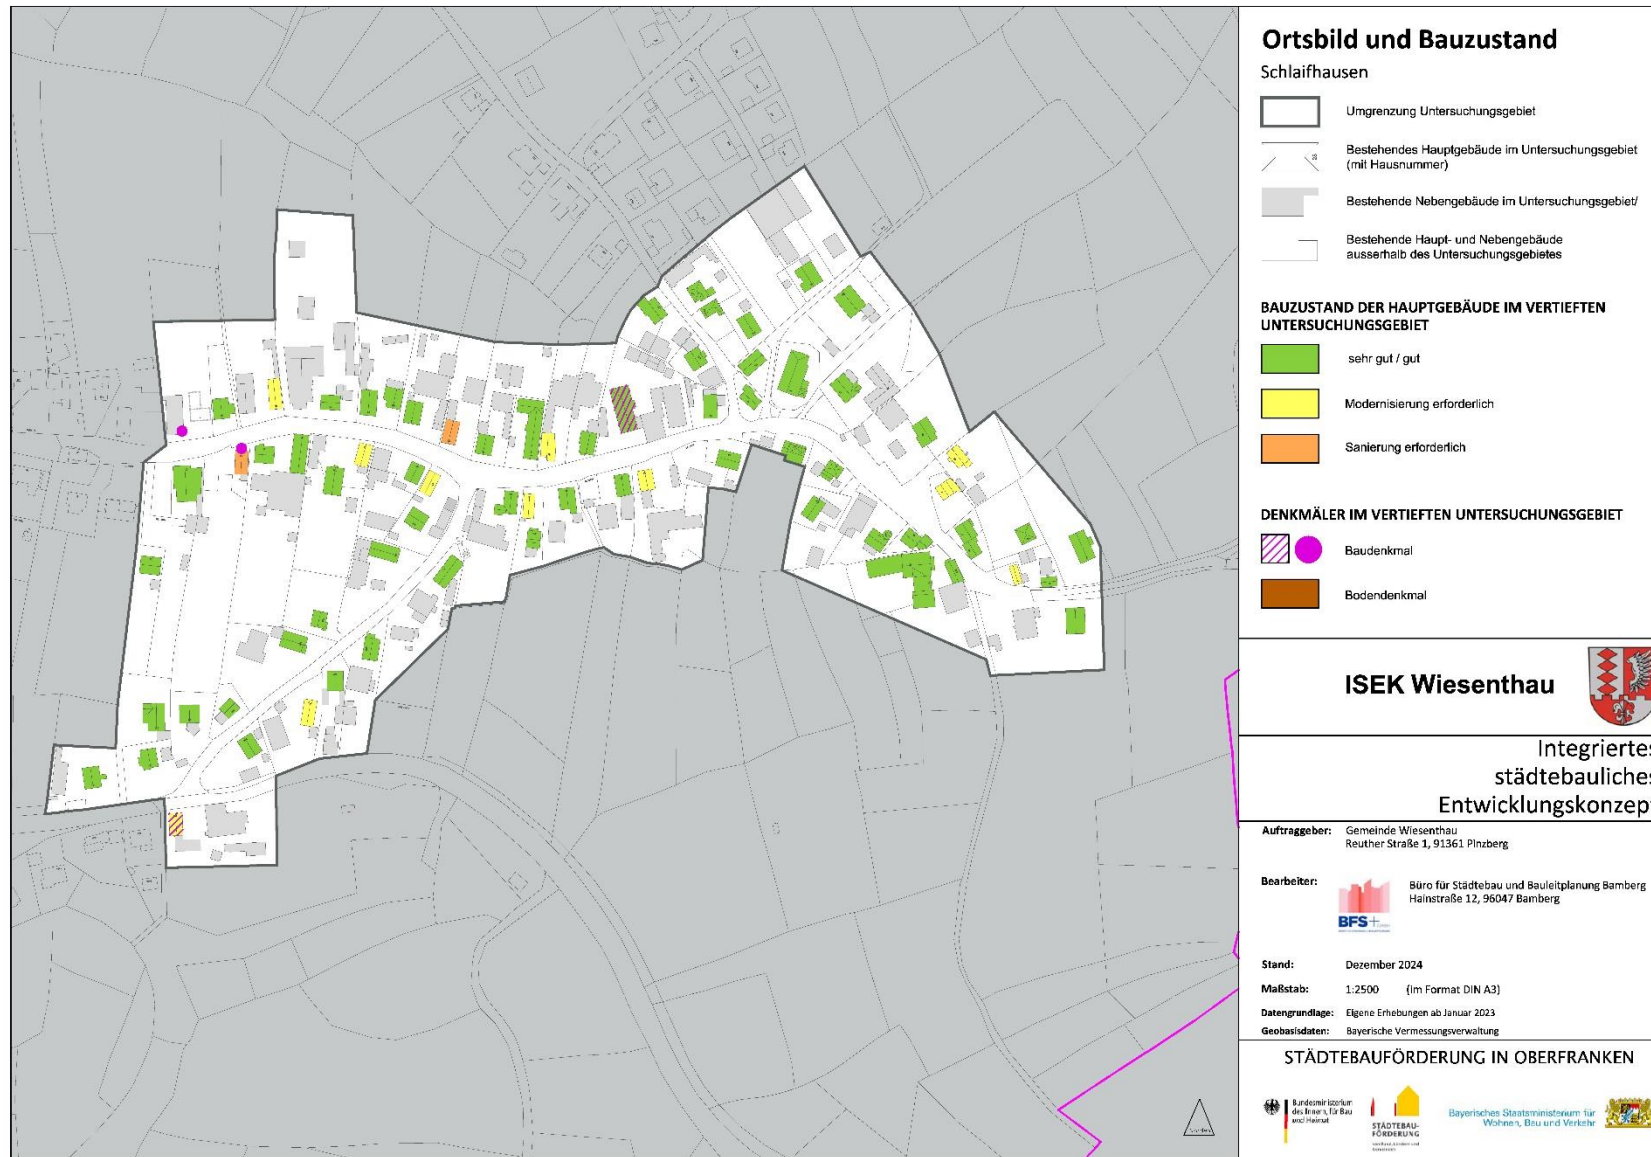 Ortsbild und Bauzustand
Schlaifhausen
Umgrenzung Untersuchungsgebiet
Bestehendes Hauptgebäude im Untersuchungsgebiet
(mit Hausnummer)
Bestehende Nebengebäude im Untersuchungsgebiet/
Bestehende Haupt- und Nebengebäude
ausserhalb des Untersuchungsgebietes
BAUZUSTAND DER HAUPTGEBÄUDE IM VERTIEFTEN
UNTERSUCHUNGSGEBIET
sehr gut / gut
Modernisierung erforderlich
Sanierung erforderlich
DENKMÄLER IM VERTIEFTEN UNTERSUCHUNGSGEBIET
Baudenkmal
Bodendenkmal
ISEK Wiesenthau
Integriertes
städtebauliches
Entwicklungskonzept
Auftraggeber: Gemeinde Wiesenthau
Reuther Straße 1, 91361 Pinzberg
Bearbeiter: Büro für Städtebau und Bauleitplanung Bamberg
Hainstraße 12, 96047 Bamberg
BFS+
Stand: Dezember 2024
Maßstab: 1:2500 (im Format DIN A3)
Datengrundlage: Eigene Erhebungen ab Januar 2023
Geobasisdaten: Bayerische Vermessungsverwaltung
STÄDTEBAUFÖRDERUNG IN OBERFRANKEN
Bundesministerium
des Innern, für Bau
und Heimat
STÄDTEBAU-
FÖRDERUNG
Bayerisches Staatsministerium für
Wohnen, Bau und Verkehr